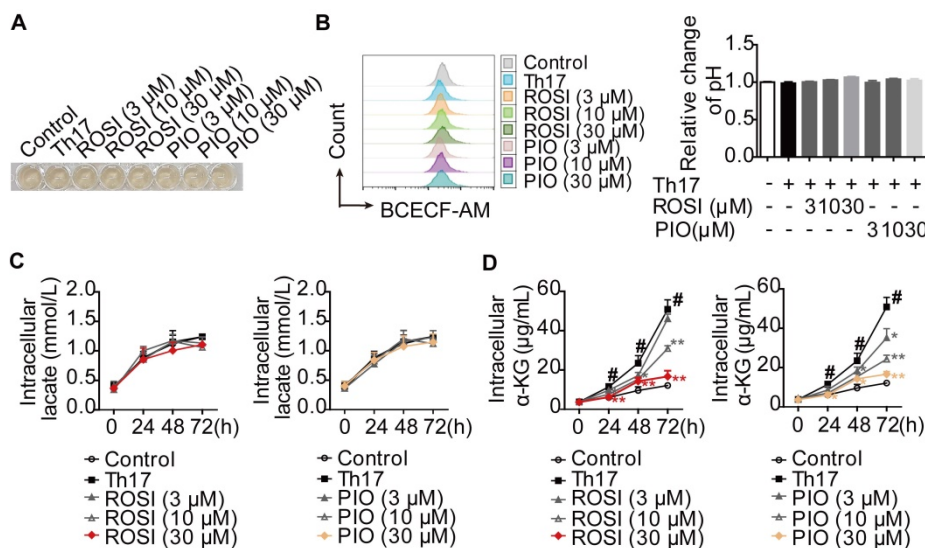 A
Control
Th17
ROSI (3 µM)
ROSI (10 µM)
ROSI (30 µM)
PIO (3 µM)
PIO (10 µM)
PIO (30 µM)
B
Count
BCECF-AM
Control
Th17
ROSI (3 µM)
ROSI (10 µM)
ROSI (30 µM)
PIO (3 µM)
PIO (10 µM)
PIO (30 µM)
Relative change
of pH
1.5
1.0
0.5
0.0
Th17 - + + + + + + +
ROSI (µM) - - 3 10 30 - - -
PIO(µM) - - - - - 3 10 30
C
Intracellular
lacate (mmol/L)
2.0
1.5
1.0
0.5
0.0
0 24 48 72(h)
Control
Th17
ROSI (3 µM)
ROSI (10 µM)
ROSI (30 µM)
Intracellular
lacate (mmol/L)
2.0
1.5
1.0
0.5
0.0
0 24 48 72(h)
Control
Th17
PIO (3 µM)
PIO (10 µM)
PIO (30 µM)
D
Intracellular
α-KG (µg/mL)
60
40
20
0
# # #
*
**
** ** **
0 24 48 72(h)
Control
Th17
ROSI (3 µM)
ROSI (10 µM)
ROSI (30 µM)
Intracellular
α-KG (µg/mL)
60
40
20
0
# # #
*
**
**
0 24 48 72(h)
Control
Th17
PIO (3 µM)
PIO (10 µM)
PIO (30 µM)